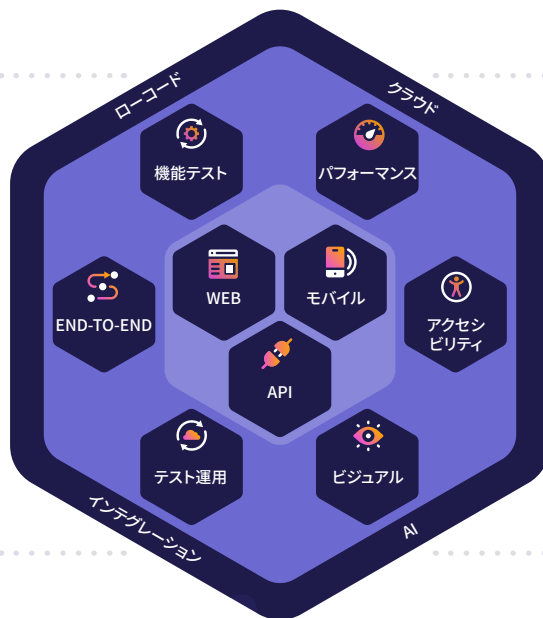 ローコード
クラウド
機能テスト
パフォーマンス
WEB
モバイル
END-TO-END
アクセシ
ビリティ
API
テスト運用
ビジュアル
インテグレーション
AI